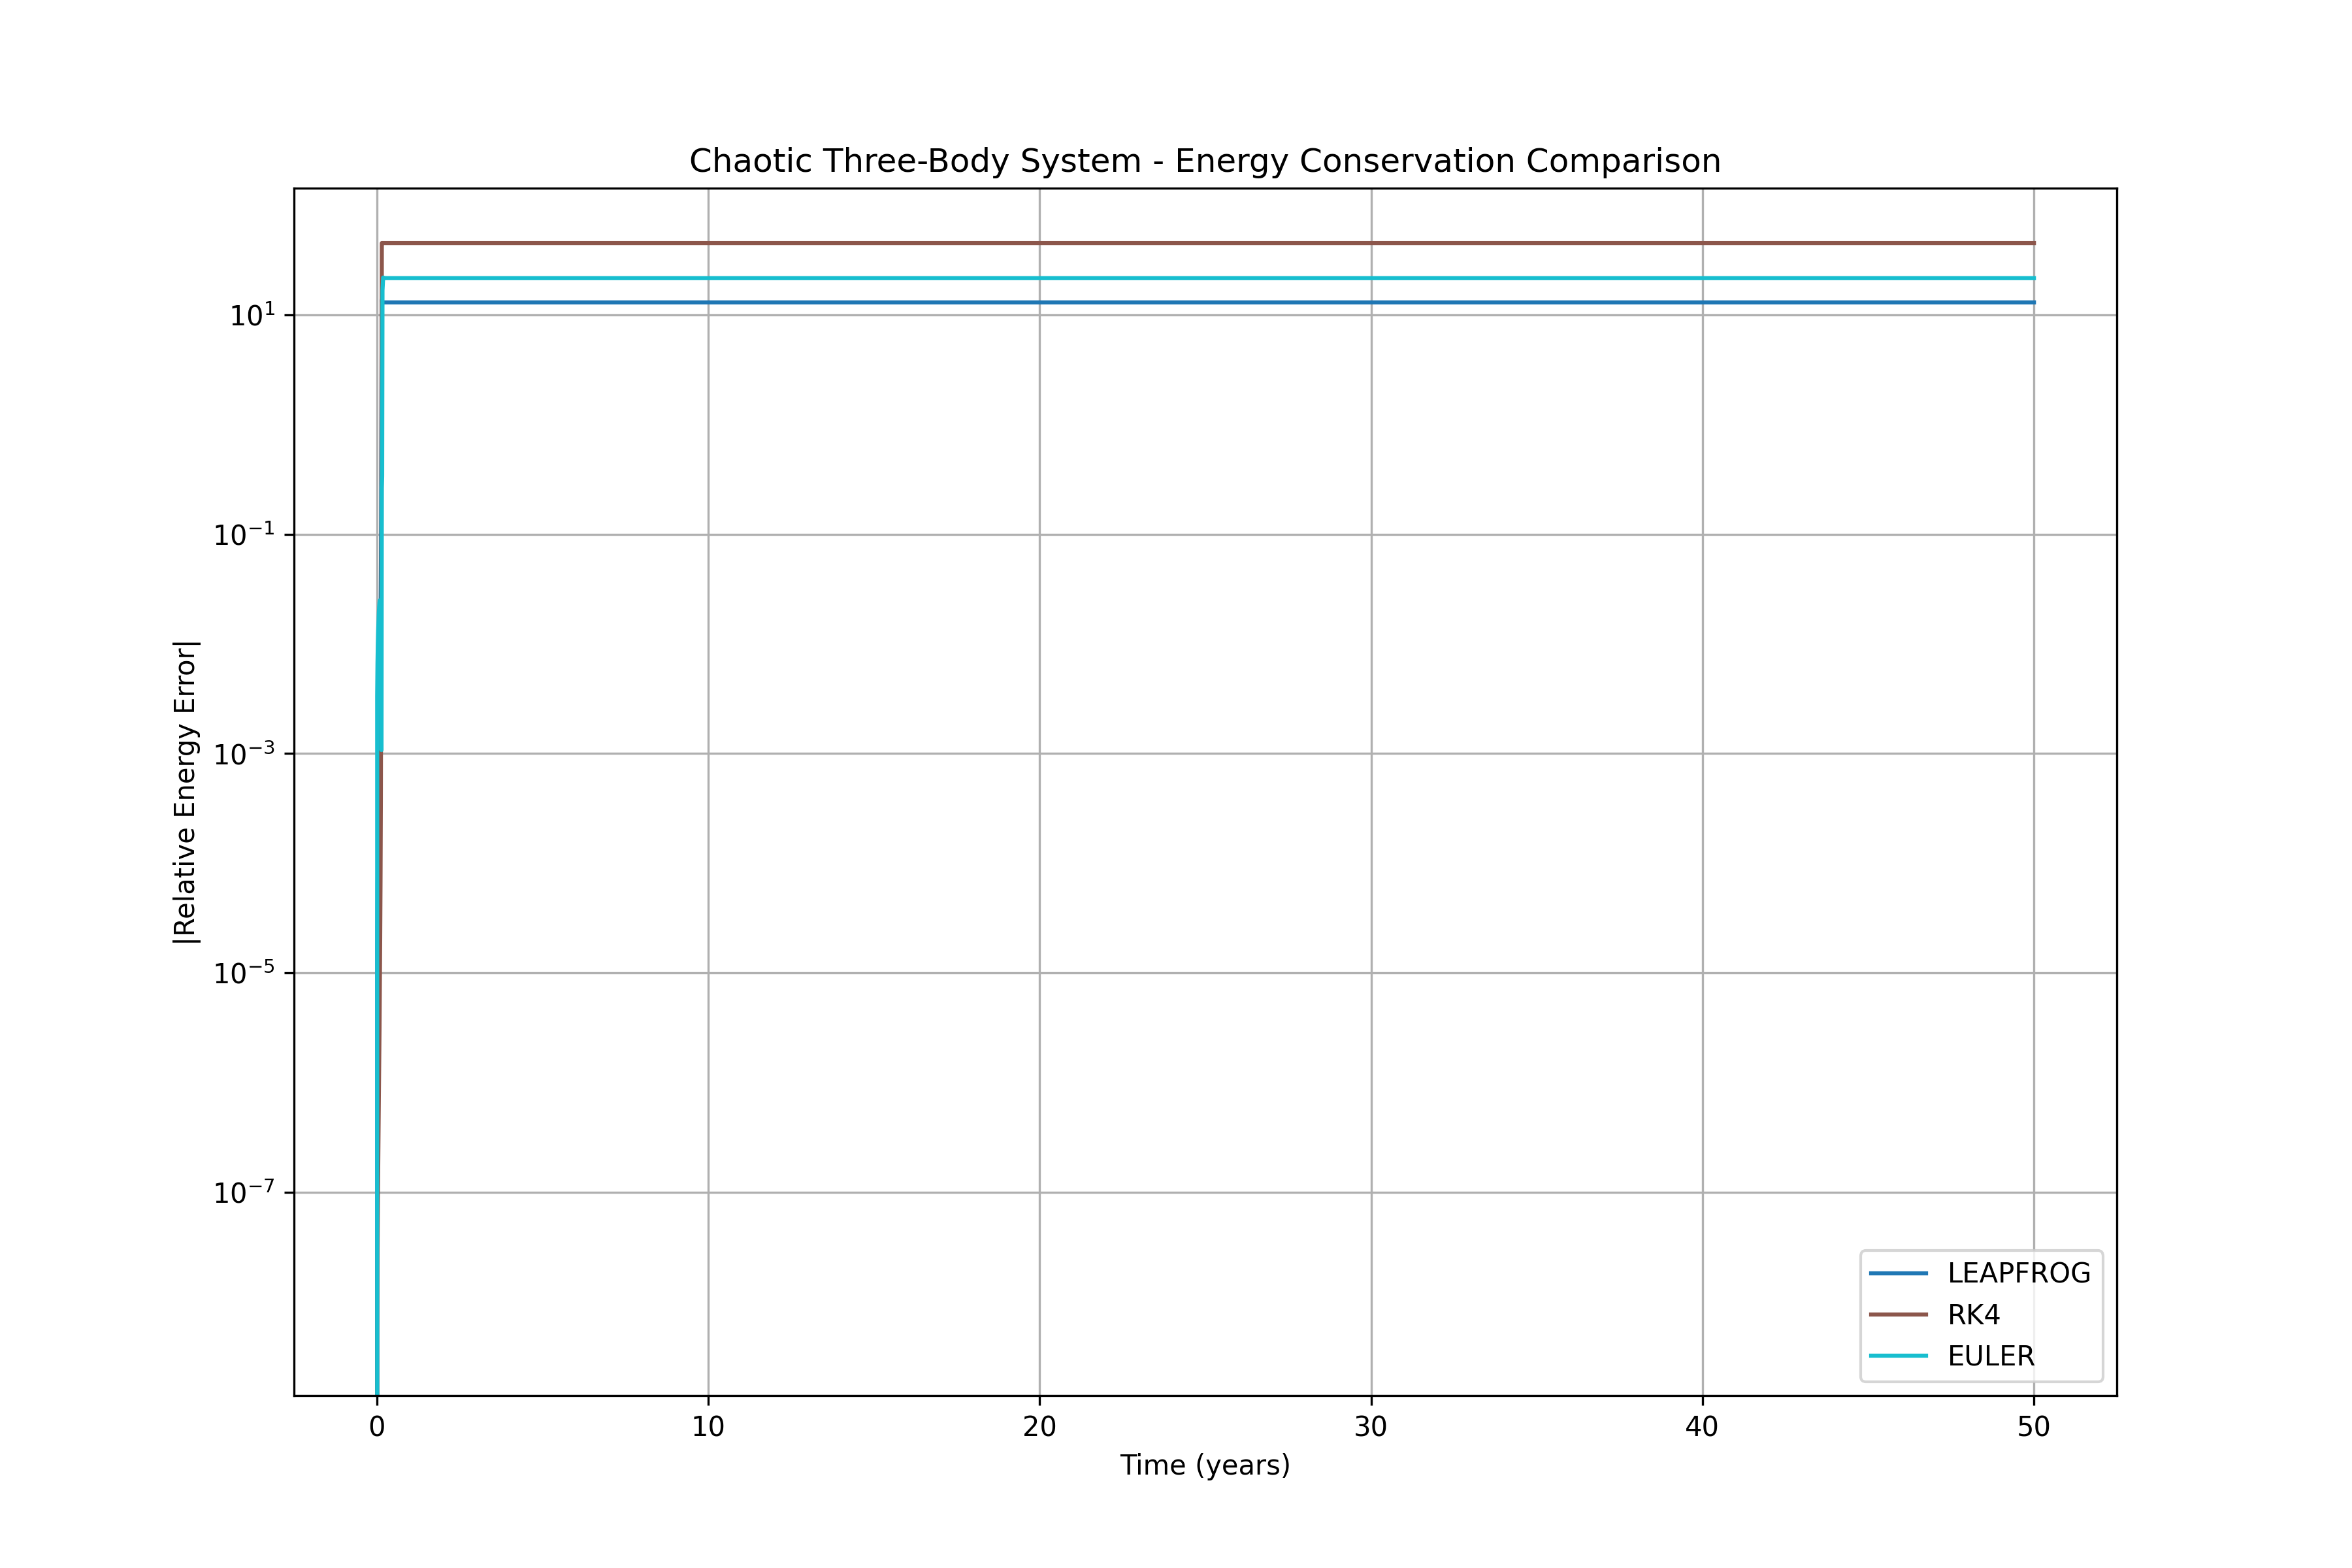 Chaotic Three-Body System - Energy Conservation Comparison
|Relative Energy Error|
10¹
10⁻¹
10⁻³
10⁻⁵
10⁻⁷
LEAPFROG
RK4
EULER
0 10 20 30 40 50
Time (years)